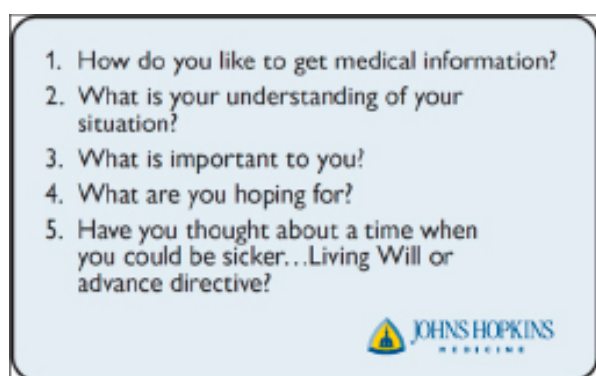 1. How do you like to get medical information?
2. What is your understanding of your
situation?
3. What is important to you?
4. What are you hoping for?
5. Have you thought about a time when
you could be sicker...Living Will or
advance directive?
JOHNS HOPKINS
MEDICINE